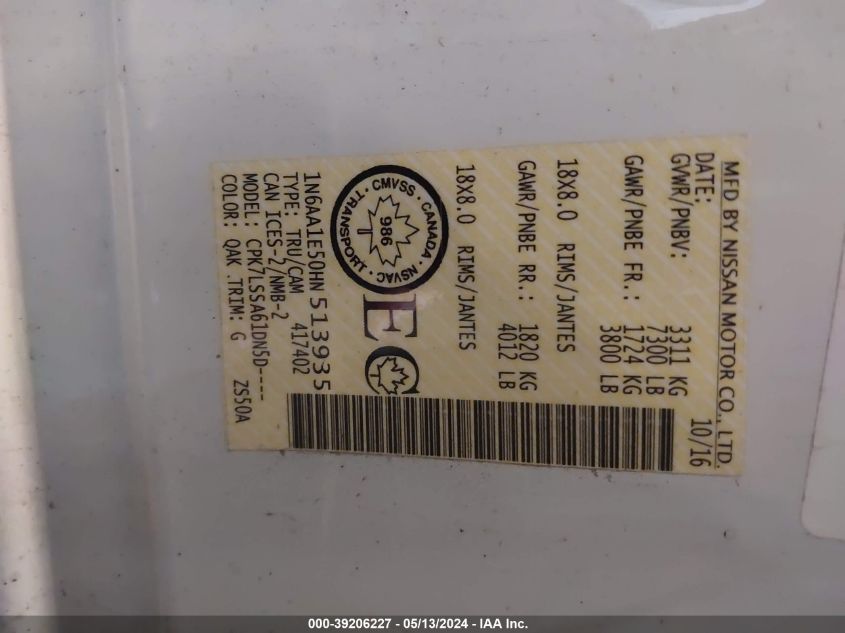 MFD BY NISSAN MOTOR CO., LTD.
DATE: 10/16
GVWR/PNBV: 3311 KG
7300 LB
GAWR/PNBE FR.: 1724 KG
3800 LB
18X8.0 RIMS/JANTES
GAWR/PNBE RR.: 1820 KG
4012 LB
18X8.0 RIMS/JANTES
CMVSS · CANADA · NSVAC · TRANSPORT ·
986
EC
1N6AA1E50HN513935
TYPE: TRU/CAM 417402
CAN ICES-2/NMB-2
MODEL: CPK7LSSA61DN5D----
COLOR: QAK TRIM: G ZS50A
000-39206227 - 05/13/2024 - IAA Inc.